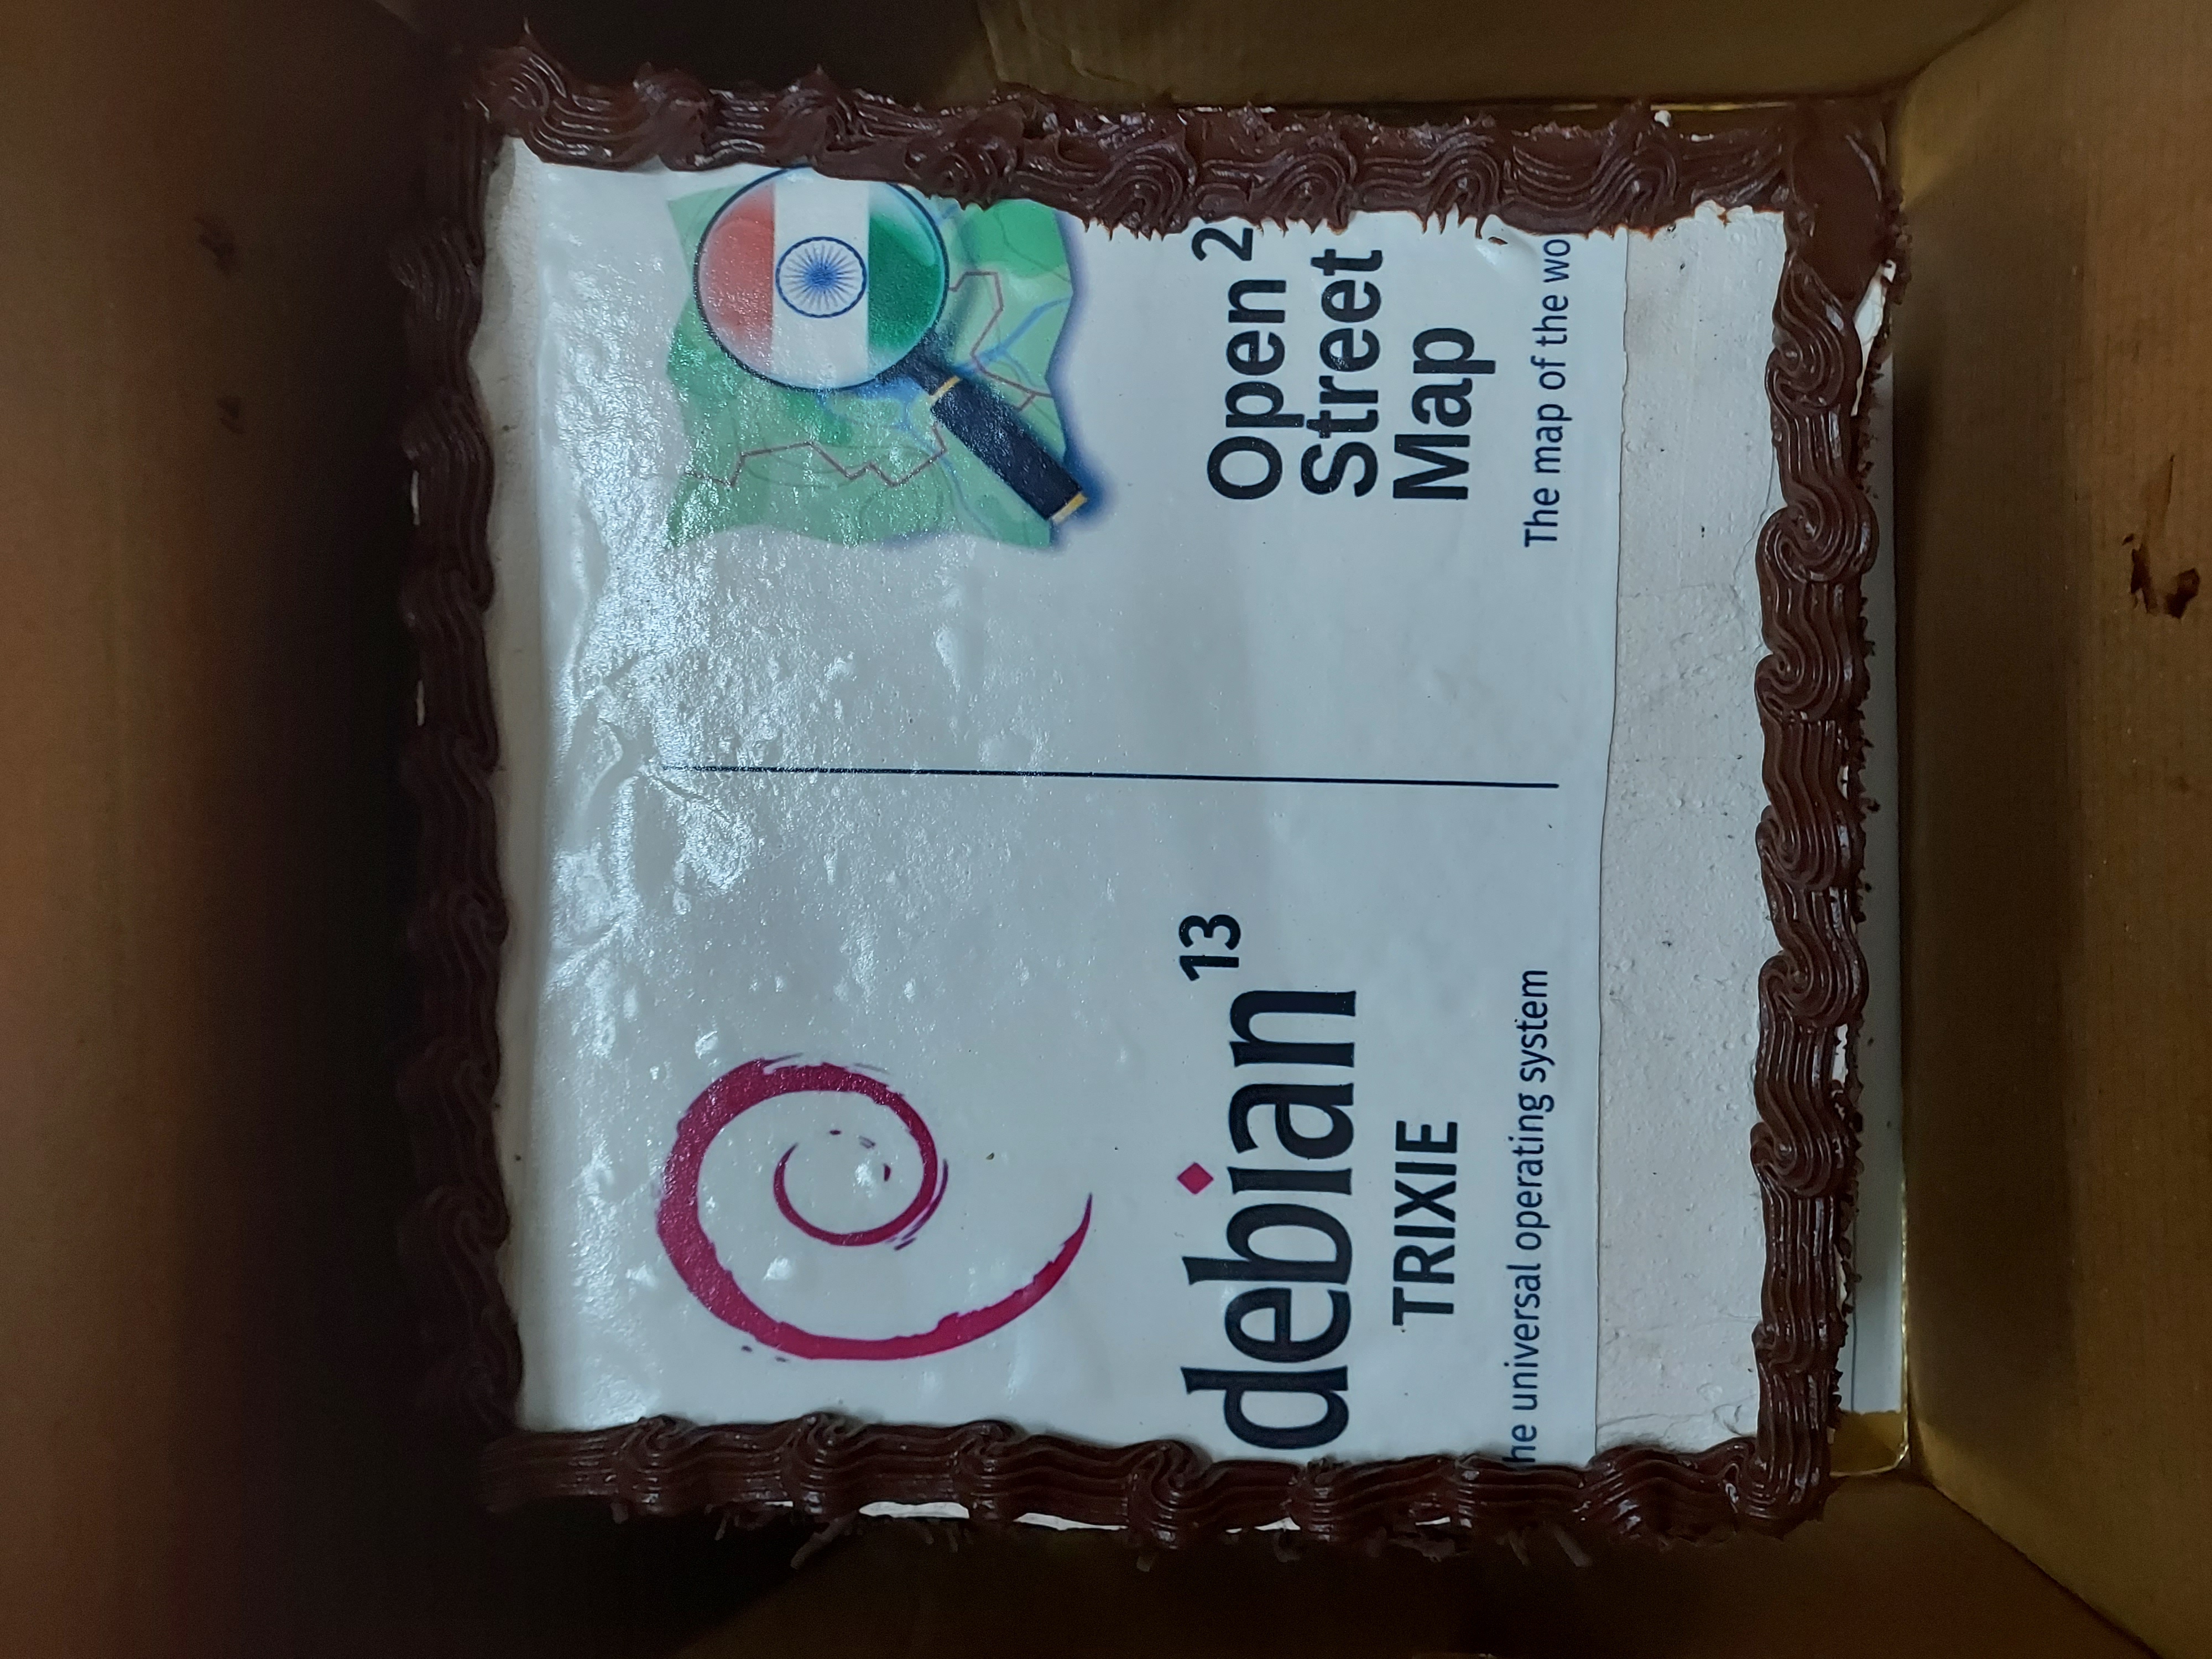 debian 13
TRIXIE
he universal operating system
Open 2
Street
Map
The map of the wo